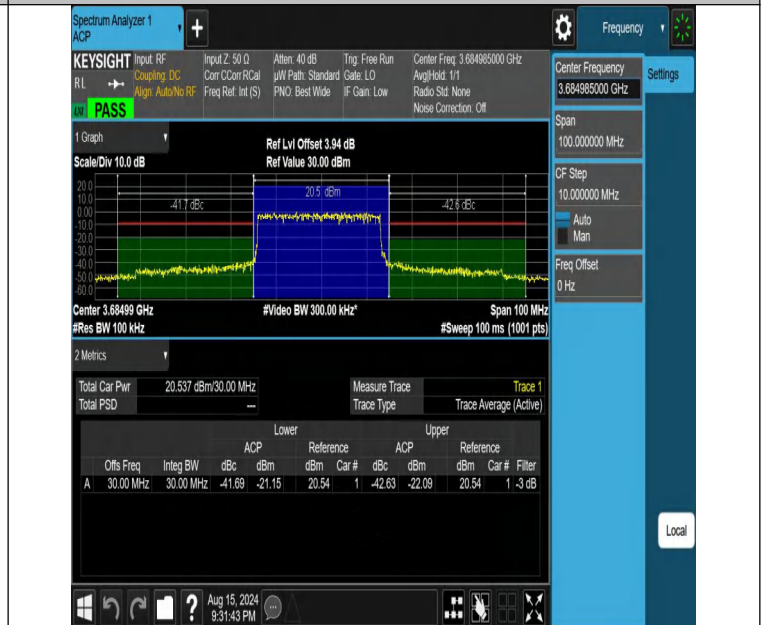 Spectrum Analyzer 1
ACP
+
Frequency
KEYSIGHT
RL
PASS
Input: RF
Coupling: DC
Align: Auto/No RF
Input Z: 50 Ω
Corr CCorr RCal
Freq Ref: Int (S)
Atten: 40 dB
µW Path: Standard
PNO: Best Wide
Trig: Free Run
Gate: LO
IF Gain: Low
Center Freq: 3.684985000 GHz
Avg|Hold: 1/1
Radio Std: None
Noise Correction: Off
Center Frequency
3.684985000 GHz
Settings
Span
100.000000 MHz
CF Step
10.000000 MHz
Auto
Man
Freq Offset
0 Hz
Local
1 Graph
Scale/Div 10.0 dB
Ref Lvl Offset 3.94 dB
Ref Value 30.00 dBm
20.0
10.0
0.00
-10.0
-20.0
-30.0
-40.0
-50.0
-60.0
-41.7 dBc
20.5 dBm
-42.6 dBc
Center 3.68499 GHz
#Video BW 300.00 kHz*
Span 100 MHz
#Res BW 100 kHz
#Sweep 100 ms (1001 pts)
2 Metrics
Total Car Pwr 20.537 dBm/30.00 MHz
Total PSD ---
Measure Trace Trace 1
Trace Type Trace Average (Active)
Lower Upper
ACP Reference ACP Reference
Offs Freq Integ BW dBc dBm dBm Car # dBc dBm dBm Car # Filter
A 30.00 MHz 30.00 MHz -41.69 -21.15 20.54 1 -42.63 -22.09 20.54 1 -3 dB
?
Aug 15, 2024
9:31:43 PM